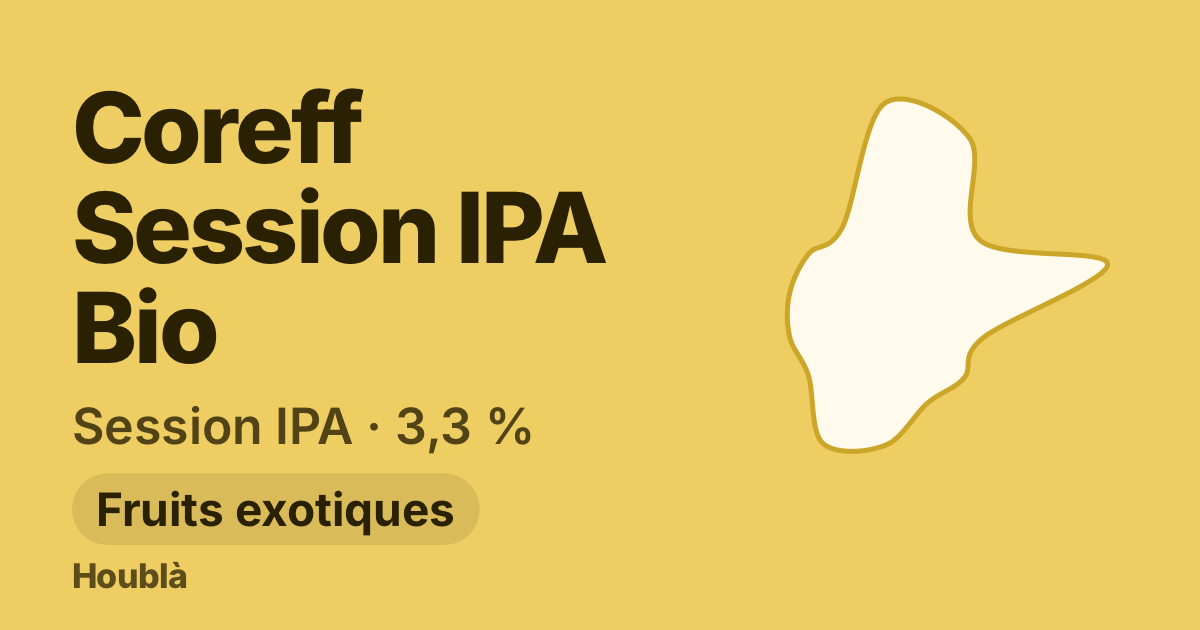 Coreff
Session IPA
Bio
Session IPA · 3,3 %
Fruits exotiques
Houblà